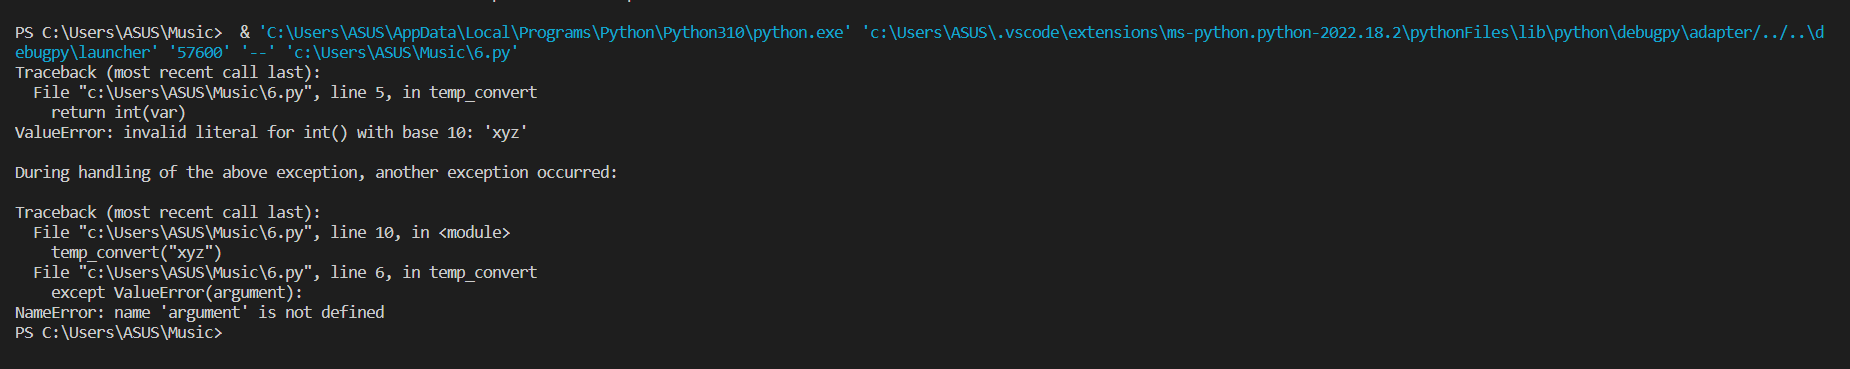 PS C:\Users\ASUS\Music>  & 'C:\Users\ASUS\AppData\Local\Programs\Python\Python310\python.exe' 'c:\Users\ASUS\.vscode\extensions\ms-python.python-2022.18.2\pythonFiles\lib\python\debugpy\adapter/../..\d
ebugpy\launcher' '57600' '--' 'c:\Users\ASUS\Music\6.py'
Traceback (most recent call last):
  File "c:\Users\ASUS\Music\6.py", line 5, in temp_convert
    return int(var)
ValueError: invalid literal for int() with base 10: 'xyz'

During handling of the above exception, another exception occurred:

Traceback (most recent call last):
  File "c:\Users\ASUS\Music\6.py", line 10, in <module>
    temp_convert("xyz")
  File "c:\Users\ASUS\Music\6.py", line 6, in temp_convert
    except ValueError(argument):
NameError: name 'argument' is not defined
PS C:\Users\ASUS\Music>